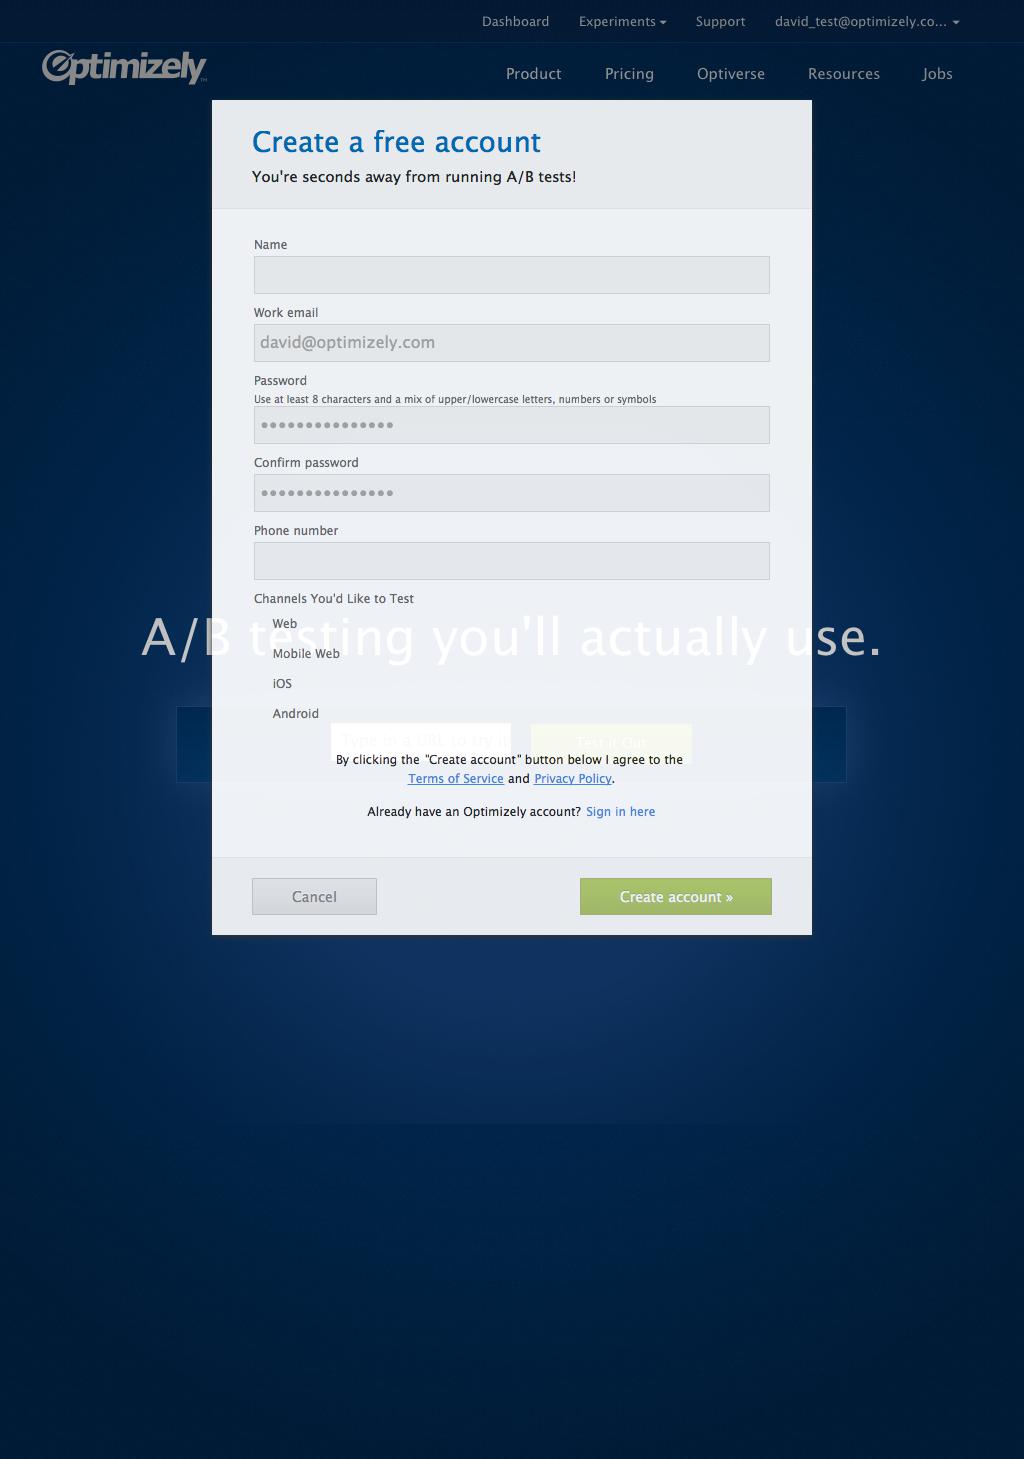 Dashboard Experiments Support david_test@optimizely.co...
Optimizely™
Product Pricing Optiverse Resources Jobs
Create a free account
You're seconds away from running A/B tests!
Name
Work email
david@optimizely.com
Password
Use at least 8 characters and a mix of upper/lowercase letters, numbers or symbols
•••••••••••••••
Confirm password
•••••••••••••••
Phone number
Channels You'd Like to Test
Web
A/B testing you'll actually use.
Mobile Web
iOS
Android
Type in a URL to try it
Test It Out
By clicking the "Create account" button below I agree to the
Terms of Service and Privacy Policy.
Already have an Optimizely account? Sign in here
Cancel Create account »